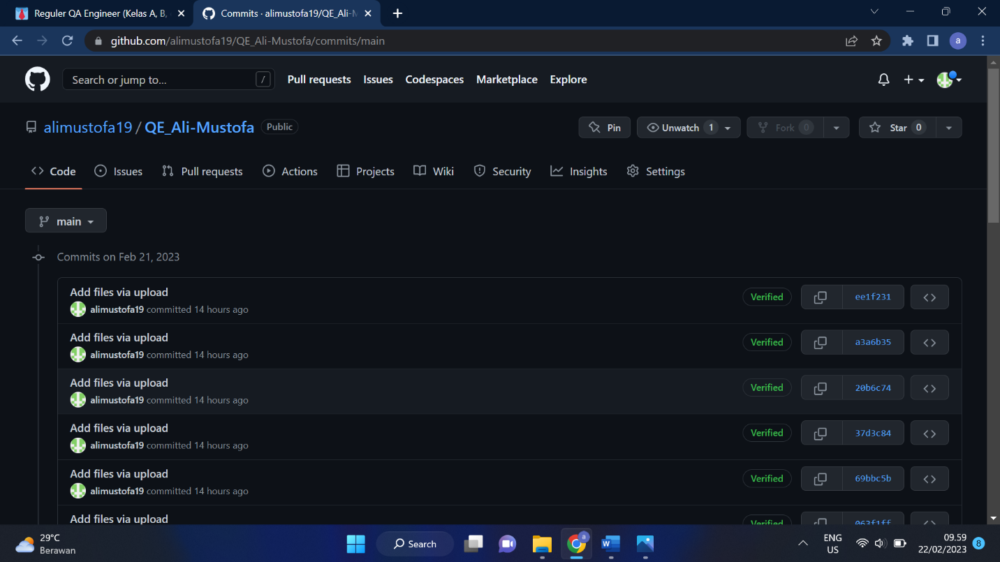 Reguler QA Engineer (Kelas A, B,
Commits · alimustofa19/QE_Ali-M
github.com/alimustofa19/QE_Ali-Mustofa/commits/main
a
Search or jump to...
/
Pull requests
Issues
Codespaces
Marketplace
Explore
alimustofa19 / QE_Ali-Mustofa
Public
Pin
Unwatch 1
Fork 0
Star 0
Code
Issues
Pull requests
Actions
Projects
Wiki
Security
Insights
Settings
main
Commits on Feb 21, 2023
Add files via upload
alimustofa19 committed 14 hours ago
Verified
ee1f231
Add files via upload
alimustofa19 committed 14 hours ago
Verified
a3a6b35
Add files via upload
alimustofa19 committed 14 hours ago
Verified
20b6c74
Add files via upload
alimustofa19 committed 14 hours ago
Verified
37d3c84
Add files via upload
alimustofa19 committed 14 hours ago
Verified
69bbc5b
Add files via upload
Verified
063f1ff
29°C
Berawan
Search
a
W
ENG
US
09.59
22/02/2023
8